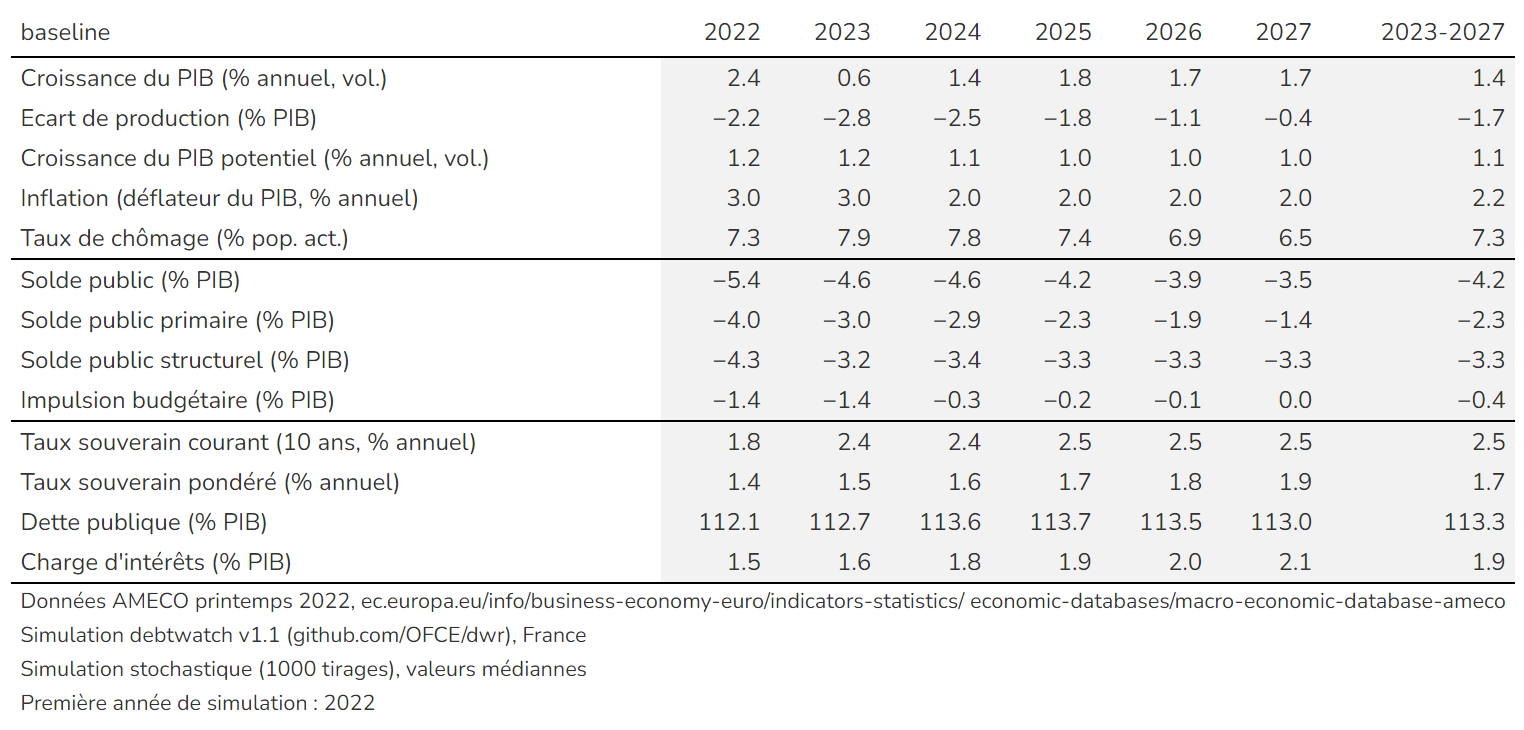 baseline 2022 2023 2024 2025 2026 2027 2023-2027
Croissance du PIB (% annuel, vol.) 2.4 0.6 1.4 1.8 1.7 1.7 1.4
Ecart de production (% PIB) −2.2 −2.8 −2.5 −1.8 −1.1 −0.4 −1.7
Croissance du PIB potentiel (% annuel, vol.) 1.2 1.2 1.1 1.0 1.0 1.0 1.1
Inflation (déflateur du PIB, % annuel) 3.0 3.0 2.0 2.0 2.0 2.0 2.2
Taux de chômage (% pop. act.) 7.3 7.9 7.8 7.4 6.9 6.5 7.3
Solde public (% PIB) −5.4 −4.6 −4.6 −4.2 −3.9 −3.5 −4.2
Solde public primaire (% PIB) −4.0 −3.0 −2.9 −2.3 −1.9 −1.4 −2.3
Solde public structurel (% PIB) −4.3 −3.2 −3.4 −3.3 −3.3 −3.3 −3.3
Impulsion budgétaire (% PIB) −1.4 −1.4 −0.3 −0.2 −0.1 0.0 −0.4
Taux souverain courant (10 ans, % annuel) 1.8 2.4 2.4 2.5 2.5 2.5 2.5
Taux souverain pondéré (% annuel) 1.4 1.5 1.6 1.7 1.8 1.9 1.7
Dette publique (% PIB) 112.1 112.7 113.6 113.7 113.5 113.0 113.3
Charge d'intérêts (% PIB) 1.5 1.6 1.8 1.9 2.0 2.1 1.9
Données AMECO printemps 2022, ec.europa.eu/info/business-economy-euro/indicators-statistics/ economic-databases/macro-economic-database-ameco
Simulation debtwatch v1.1 (github.com/OFCE/dwr), France
Simulation stochastique (1000 tirages), valeurs médiannes
Première année de simulation : 2022